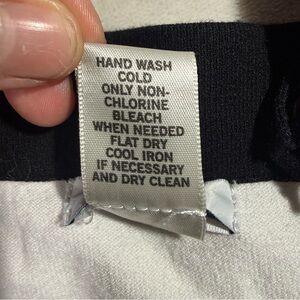 HAND WASH
COLD
ONLY NON-
CHLORINE
BLEACH
WHEN NEEDED
FLAT DRY
COOL IRON
IF NECESSARY
AND DRY CLEAN